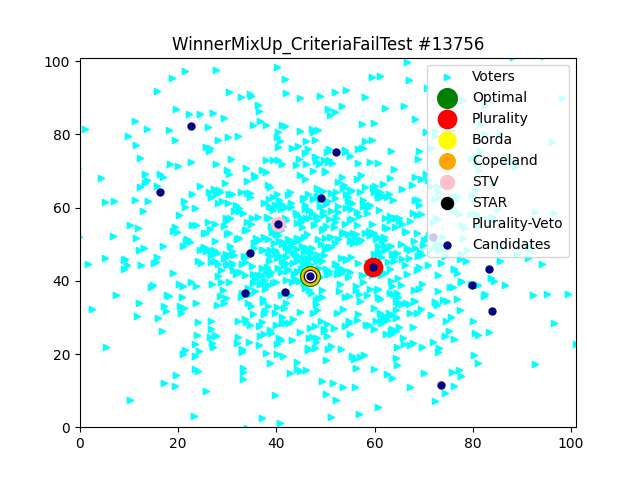 WinnerMixUp_CriteriaFailTest #13756
100
80
60
40
20
0
0 20 40 60 80 100
Voters
Optimal
Plurality
Borda
Copeland
STV
STAR
Plurality-Veto
Candidates